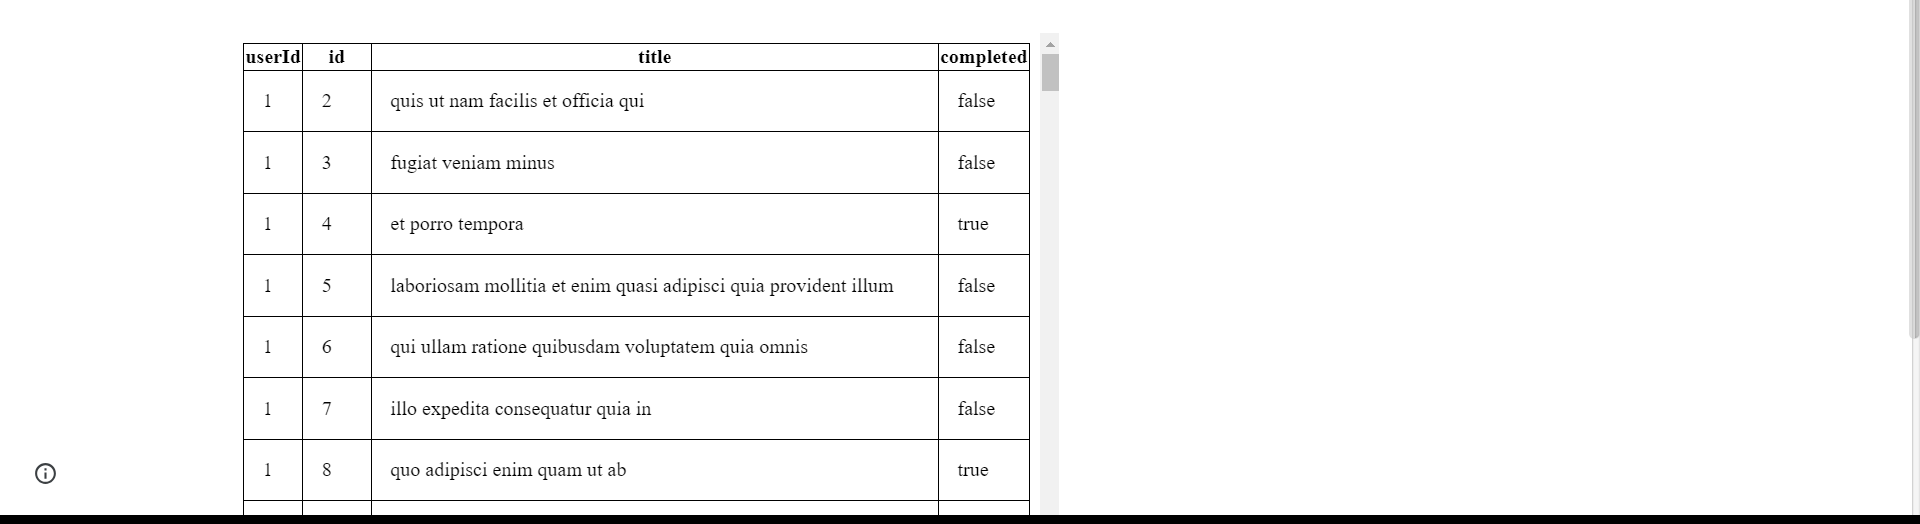 userId id title completed
1 2 quis ut nam facilis et officia qui false
1 3 fugiat veniam minus false
1 4 et porro tempora true
1 5 laboriosam mollitia et enim quasi adipisci quia provident illum false
1 6 qui ullam ratione quibusdam voluptatem quia omnis false
1 7 illo expedita consequatur quia in false
1 8 quo adipisci enim quam ut ab true